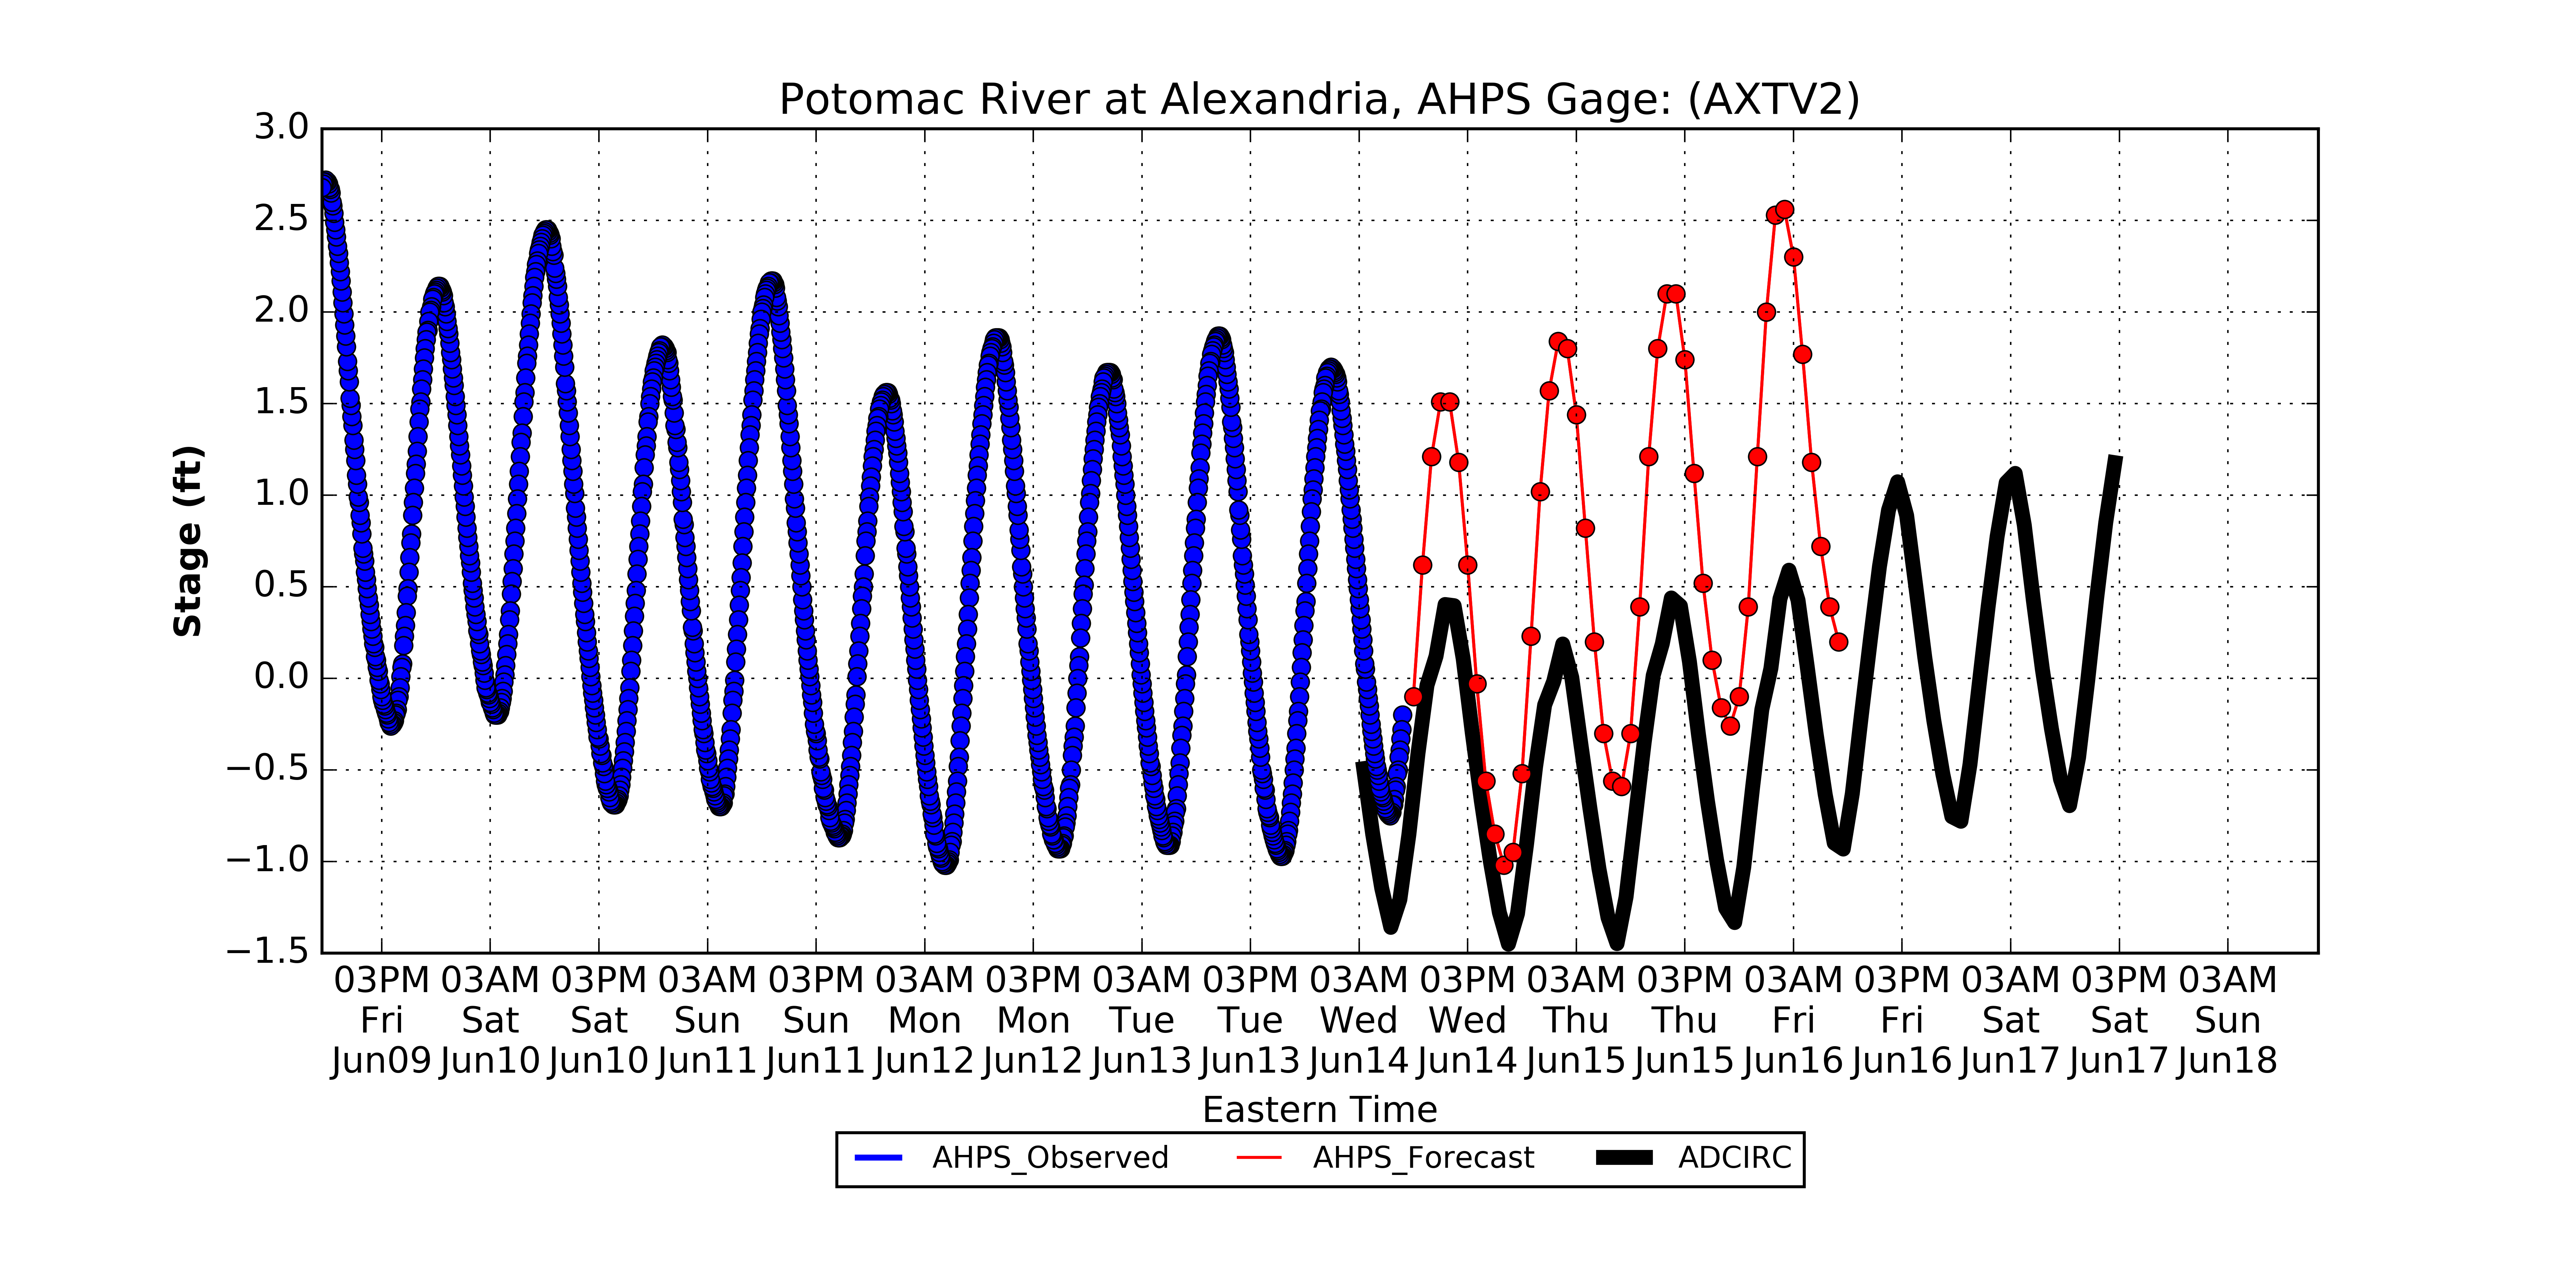 Potomac River at Alexandria, AHPS Gage: (AXTV2)
3.0
2.5
2.0
1.5
1.0
0.5
0.0
−0.5
−1.0
−1.5
Stage (ft)
03PM 03AM 03PM 03AM 03PM 03AM 03PM 03AM 03PM 03AM 03PM 03AM 03PM 03AM 03PM 03AM 03PM 03AM
Fri Sat Sat Sun Sun Mon Mon Tue Tue Wed Wed Thu Thu Fri Fri Sat Sat Sun
Jun09 Jun10 Jun10 Jun11 Jun11 Jun12 Jun12 Jun13 Jun13 Jun14 Jun14 Jun15 Jun15 Jun16 Jun16 Jun17 Jun17 Jun18
Eastern Time
AHPS_Observed AHPS_Forecast ADCIRC